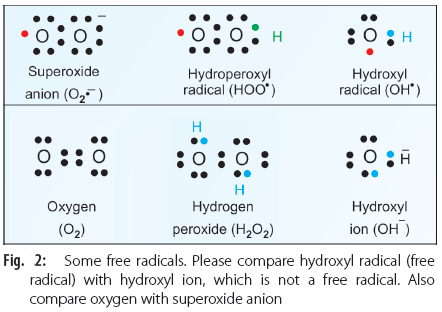 O O –
O O H
O H
Superoxide
anion (O₂•⁻)
Hydroperoxyl
radical (HOO•)
Hydroxyl
radical (OH•)
O O
H
O O
H
O H̄
Oxygen
(O₂)
Hydrogen
peroxide (H₂O₂)
Hydroxyl
ion (OH⁻)
Fig. 2: Some free radicals. Please compare hydroxyl radical (free
radical) with hydroxyl ion, which is not a free radical. Also
compare oxygen with superoxide anion